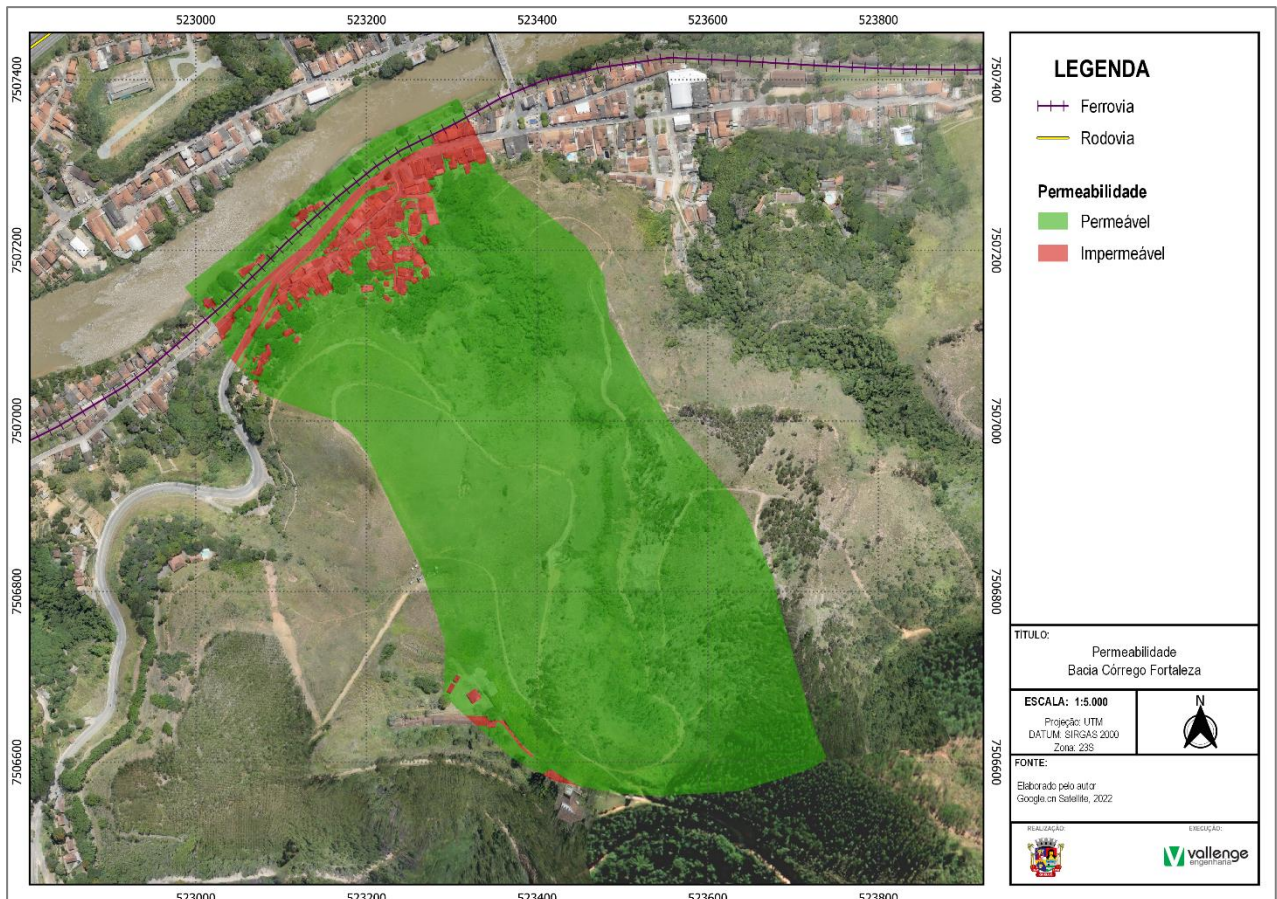 523000 523200 523400 523600 523800
7507400 7507400
7507200 7507200
7507000 7507000
7506800 7506800
7506600 7506600
523000 523200 523400 523600 523800
LEGENDA
Ferrovia
Rodovia
Permeabilidade
Permeável
Impermeável
TÍTULO:
Permeabilidade
Bacia Córrego Fortaleza
ESCALA: 1:5.000
Projeção: UTM
DATUM: SIRGAS 2000
Zona: 23S
N
FONTE:
Elaborado pelo autor
Google.cn Satellite, 2022
REALIZAÇÃO:
EXECUÇÃO:
vallenge
engenharia